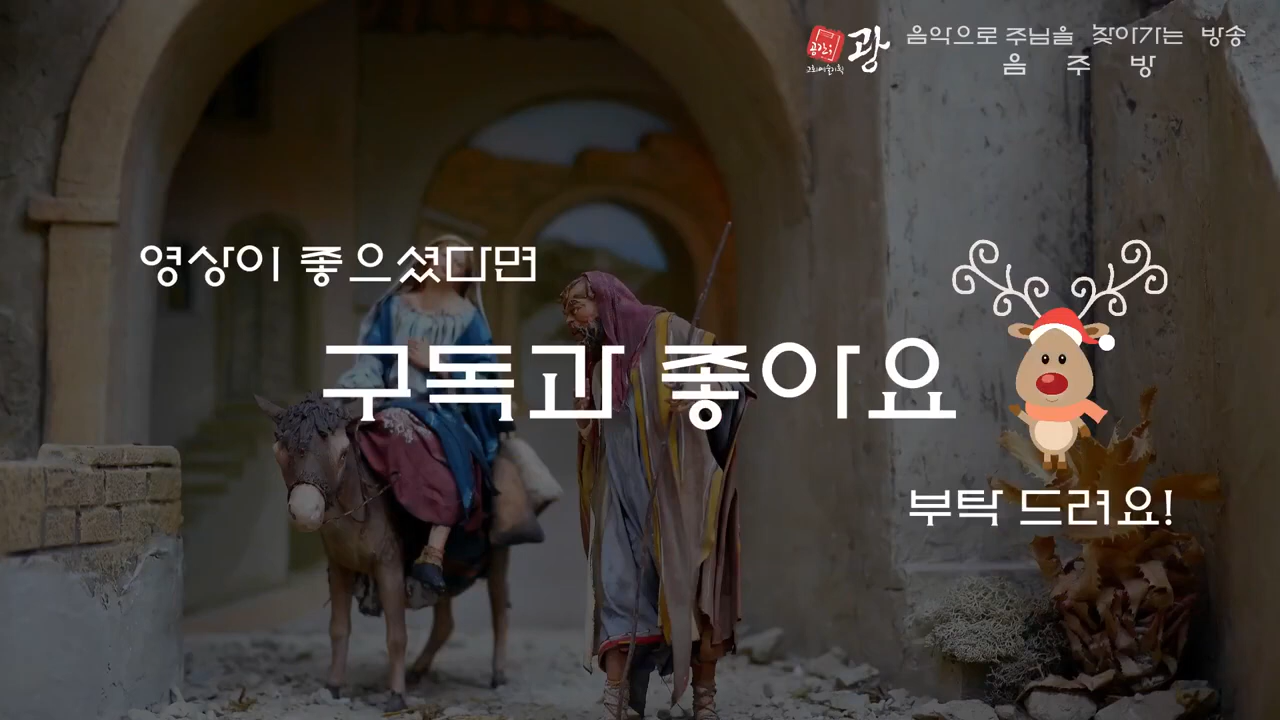 광 음악으로 주님을 찾아가는 방송
음 주 방
영상이 좋으셨다면
구독과 좋아요
부탁 드려요!